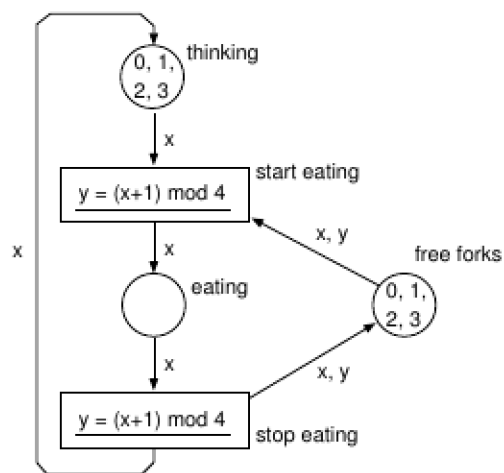 thinking
0, 1,
2, 3
x
start eating
y = (x+1) mod 4
x
x, y
x
free forks
eating
0, 1,
2, 3
x
x, y
y = (x+1) mod 4
stop eating